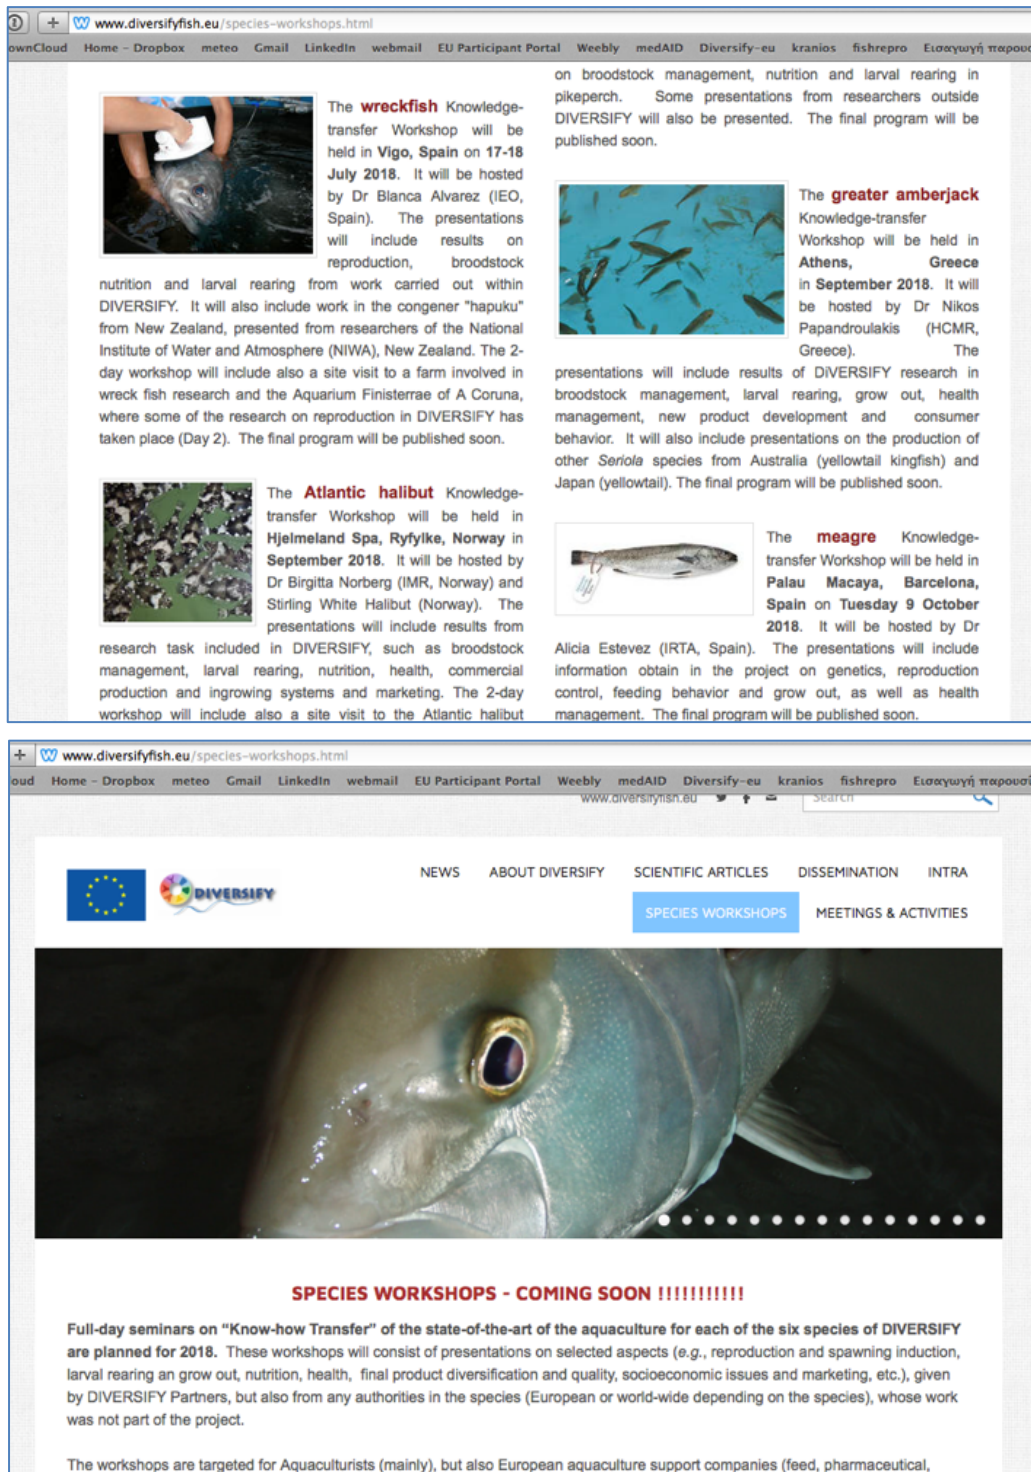 www.diversifyfish.eu/species-workshops.html
ownCloud Home – Dropbox meteo Gmail LinkedIn webmail EU Participant Portal Weebly medAID Diversify-eu kranios fishrepro Εισαγωγή παρουσ
The wreckfish Knowledge-
transfer Workshop will be
held in Vigo, Spain on 17-18
July 2018. It will be hosted
by Dr Blanca Alvarez (IEO,
Spain). The presentations
will include results on
reproduction, broodstock
nutrition and larval rearing from work carried out within
DIVERSIFY. It will also include work in the congener "hapuku"
from New Zealand, presented from researchers of the National
Institute of Water and Atmosphere (NIWA), New Zealand. The 2-
day workshop will include also a site visit to a farm involved in
wreck fish research and the Aquarium Finisterrae of A Coruna,
where some of the research on reproduction in DIVERSIFY has
taken place (Day 2). The final program will be published soon.
The Atlantic halibut Knowledge-
transfer Workshop will be held in
Hjelmeland Spa, Ryfylke, Norway in
September 2018. It will be hosted by
Dr Birgitta Norberg (IMR, Norway) and
Stirling White Halibut (Norway). The
presentations will include results from
research task included in DIVERSIFY, such as broodstock
management, larval rearing, nutrition, health, commercial
production and ingrowing systems and marketing. The 2-day
workshop will include also a site visit to the Atlantic halibut
on broodstock management, nutrition and larval rearing in
pikeperch. Some presentations from researchers outside
DIVERSIFY will also be presented. The final program will be
published soon.
The greater amberjack
Knowledge-transfer
Workshop will be held in
Athens, Greece
in September 2018. It will
be hosted by Dr Nikos
Papandroulakis (HCMR,
Greece). The
presentations will include results of DiVERSIFY research in
broodstock management, larval rearing, grow out, health
management, new product development and consumer
behavior. It will also include presentations on the production of
other Seriola species from Australia (yellowtail kingfish) and
Japan (yellowtail). The final program will be published soon.
The meagre Knowledge-
transfer Workshop will be held in
Palau Macaya, Barcelona,
Spain on Tuesday 9 October
2018. It will be hosted by Dr
Alicia Estevez (IRTA, Spain). The presentations will include
information obtain in the project on genetics, reproduction
control, feeding behavior and grow out, as well as health
management. The final program will be published soon.
www.diversifyfish.eu/species-workshops.html
oud Home – Dropbox meteo Gmail LinkedIn webmail EU Participant Portal Weebly medAID Diversify-eu kranios fishrepro Εισαγωγή παρουσί
www.diversifyfish.eu Search
DIVERSIFY
NEWS ABOUT DIVERSIFY SCIENTIFIC ARTICLES DISSEMINATION INTRA
SPECIES WORKSHOPS MEETINGS & ACTIVITIES
SPECIES WORKSHOPS - COMING SOON !!!!!!!!!!!
Full-day seminars on “Know-how Transfer” of the state-of-the-art of the aquaculture for each of the six species of DIVERSIFY
are planned for 2018. These workshops will consist of presentations on selected aspects (e.g., reproduction and spawning induction,
larval rearing an grow out, nutrition, health, final product diversification and quality, socioeconomic issues and marketing, etc.), given
by DIVERSIFY Partners, but also from any authorities in the species (European or world-wide depending on the species), whose work
was not part of the project.
The workshops are targeted for Aquaculturists (mainly), but also European aquaculture support companies (feed, pharmaceutical,